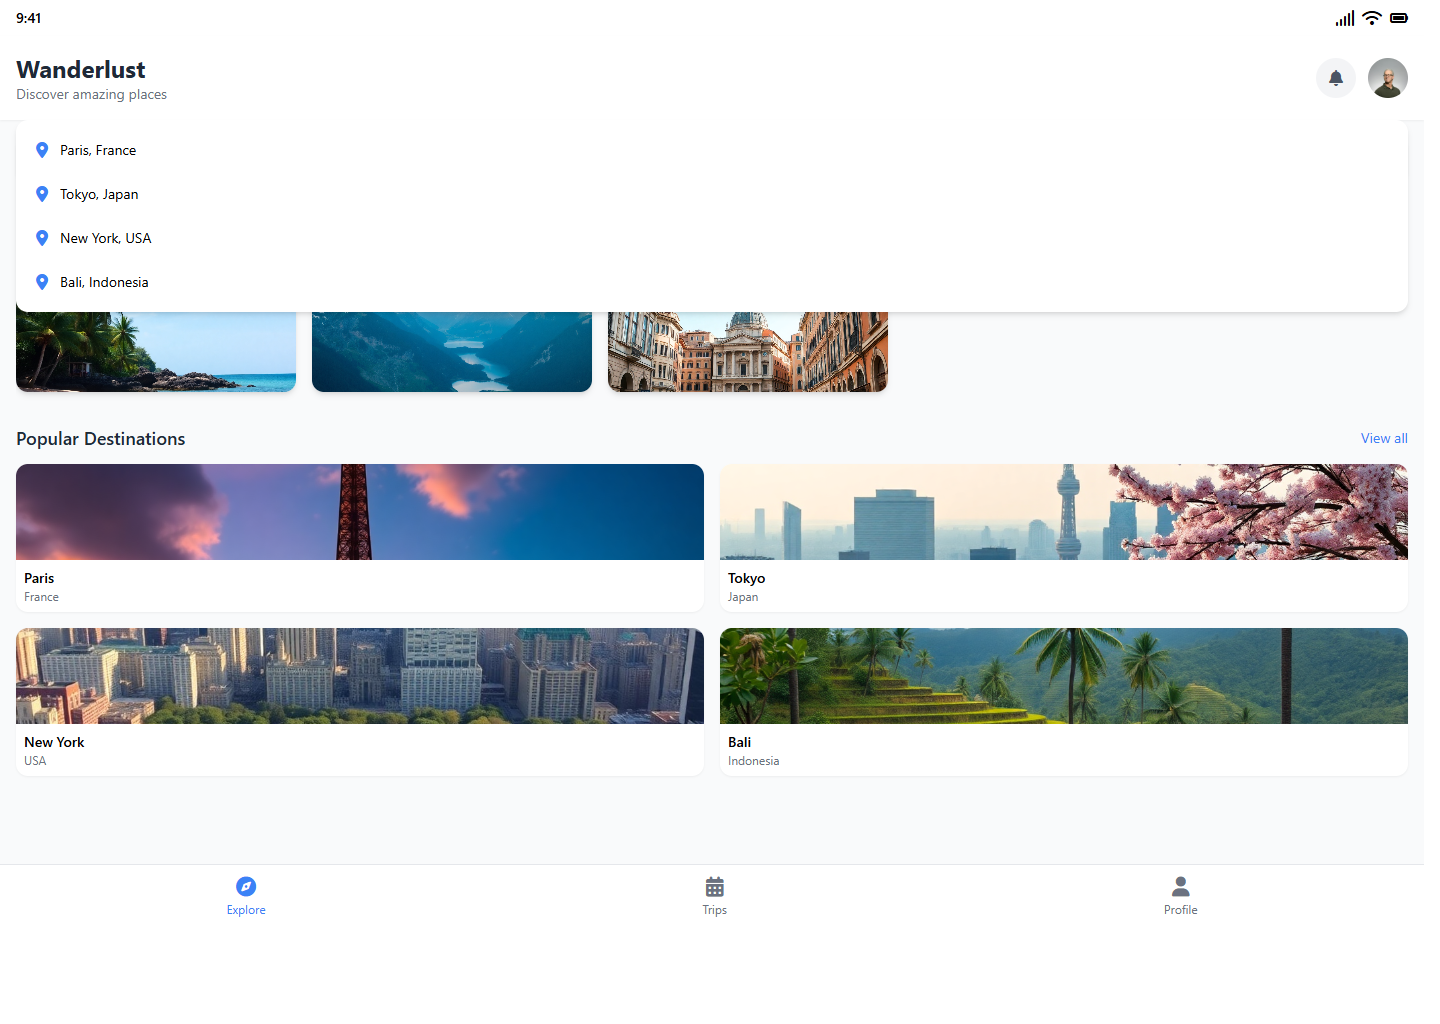 9:41
Wanderlust
Discover amazing places
Paris, France
Tokyo, Japan
New York, USA
Bali, Indonesia
Popular Destinations
View all
Paris
France
Tokyo
Japan
New York
USA
Bali
Indonesia
Explore
Trips
Profile